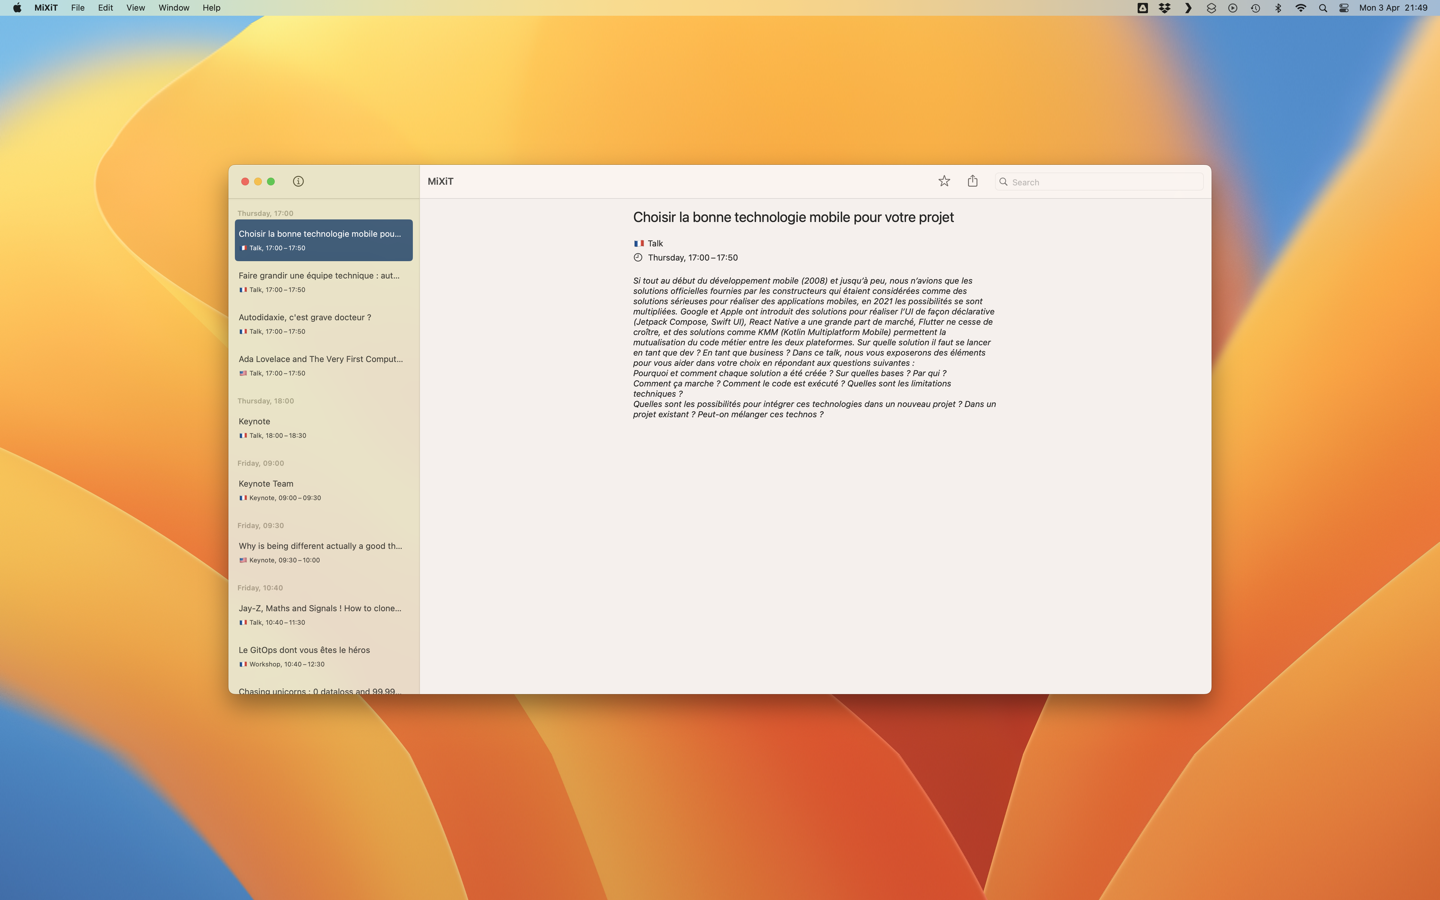 MiXiT File Edit View Window Help
Mon 3 Apr 21:49
MiXiT
Search
Thursday, 17:00
Choisir la bonne technologie mobile pou...
Talk, 17:00 – 17:50
Faire grandir une équipe technique : aut...
Talk, 17:00 – 17:50
Autodidaxie, c'est grave docteur ?
Talk, 17:00 – 17:50
Ada Lovelace and The Very First Comput...
Talk, 17:00 – 17:50
Thursday, 18:00
Keynote
Talk, 18:00 – 18:30
Friday, 09:00
Keynote Team
Keynote, 09:00 – 09:30
Friday, 09:30
Why is being different actually a good th...
Keynote, 09:30 – 10:00
Friday, 10:40
Jay-Z, Maths and Signals ! How to clone...
Talk, 10:40 – 11:30
Le GitOps dont vous êtes le héros
Workshop, 10:40 – 12:30
Chasing unicorns : 0 dataloss and 99.99...
Choisir la bonne technologie mobile pour votre projet
Talk
Thursday, 17:00 – 17:50
Si tout au début du développement mobile (2008) et jusqu'à peu, nous n'avions que les
solutions officielles fournies par les constructeurs qui étaient considérées comme des
solutions sérieuses pour réaliser des applications mobiles, en 2021 les possibilités se sont
multipliées. Google et Apple ont introduit des solutions pour réaliser l'UI de façon déclarative
(Jetpack Compose, Swift UI), React Native a une grande part de marché, Flutter ne cesse de
croître, et des solutions comme KMM (Kotlin Multiplatform Mobile) permettent la
mutualisation du code métier entre les deux plateformes. Sur quelle solution il faut se lancer
en tant que dev ? En tant que business ? Dans ce talk, nous vous exposerons des éléments
pour vous aider dans votre choix en répondant aux questions suivantes :
Pourquoi et comment chaque solution a été créée ? Sur quelles bases ? Par qui ?
Comment ça marche ? Comment le code est exécuté ? Quelles sont les limitations
techniques ?
Quelles sont les possibilités pour intégrer ces technologies dans un nouveau projet ? Dans un
projet existant ? Peut-on mélanger ces technos ?